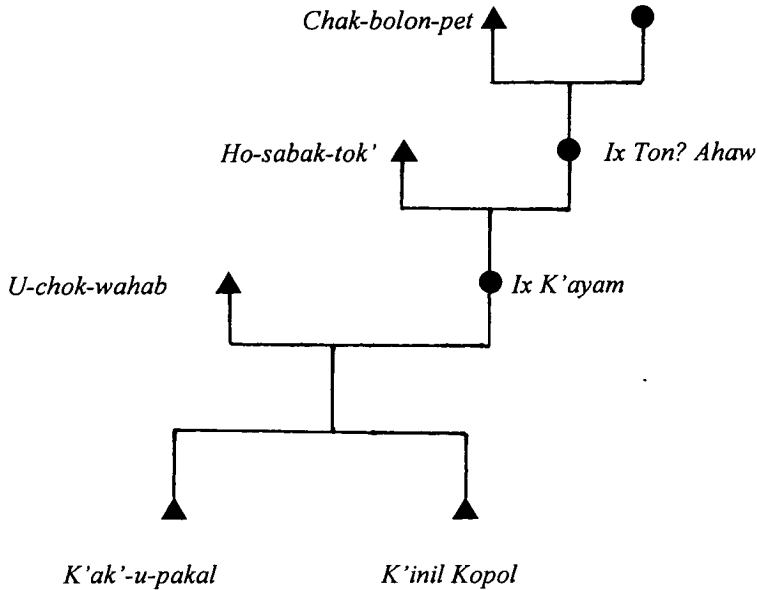 Chak-bolon-pet
Ho-sabak-tok'
Ix Ton? Ahaw
U-chok-wahab
Ix K'ayam
K'ak'-u-pakal
K'inil Kopol